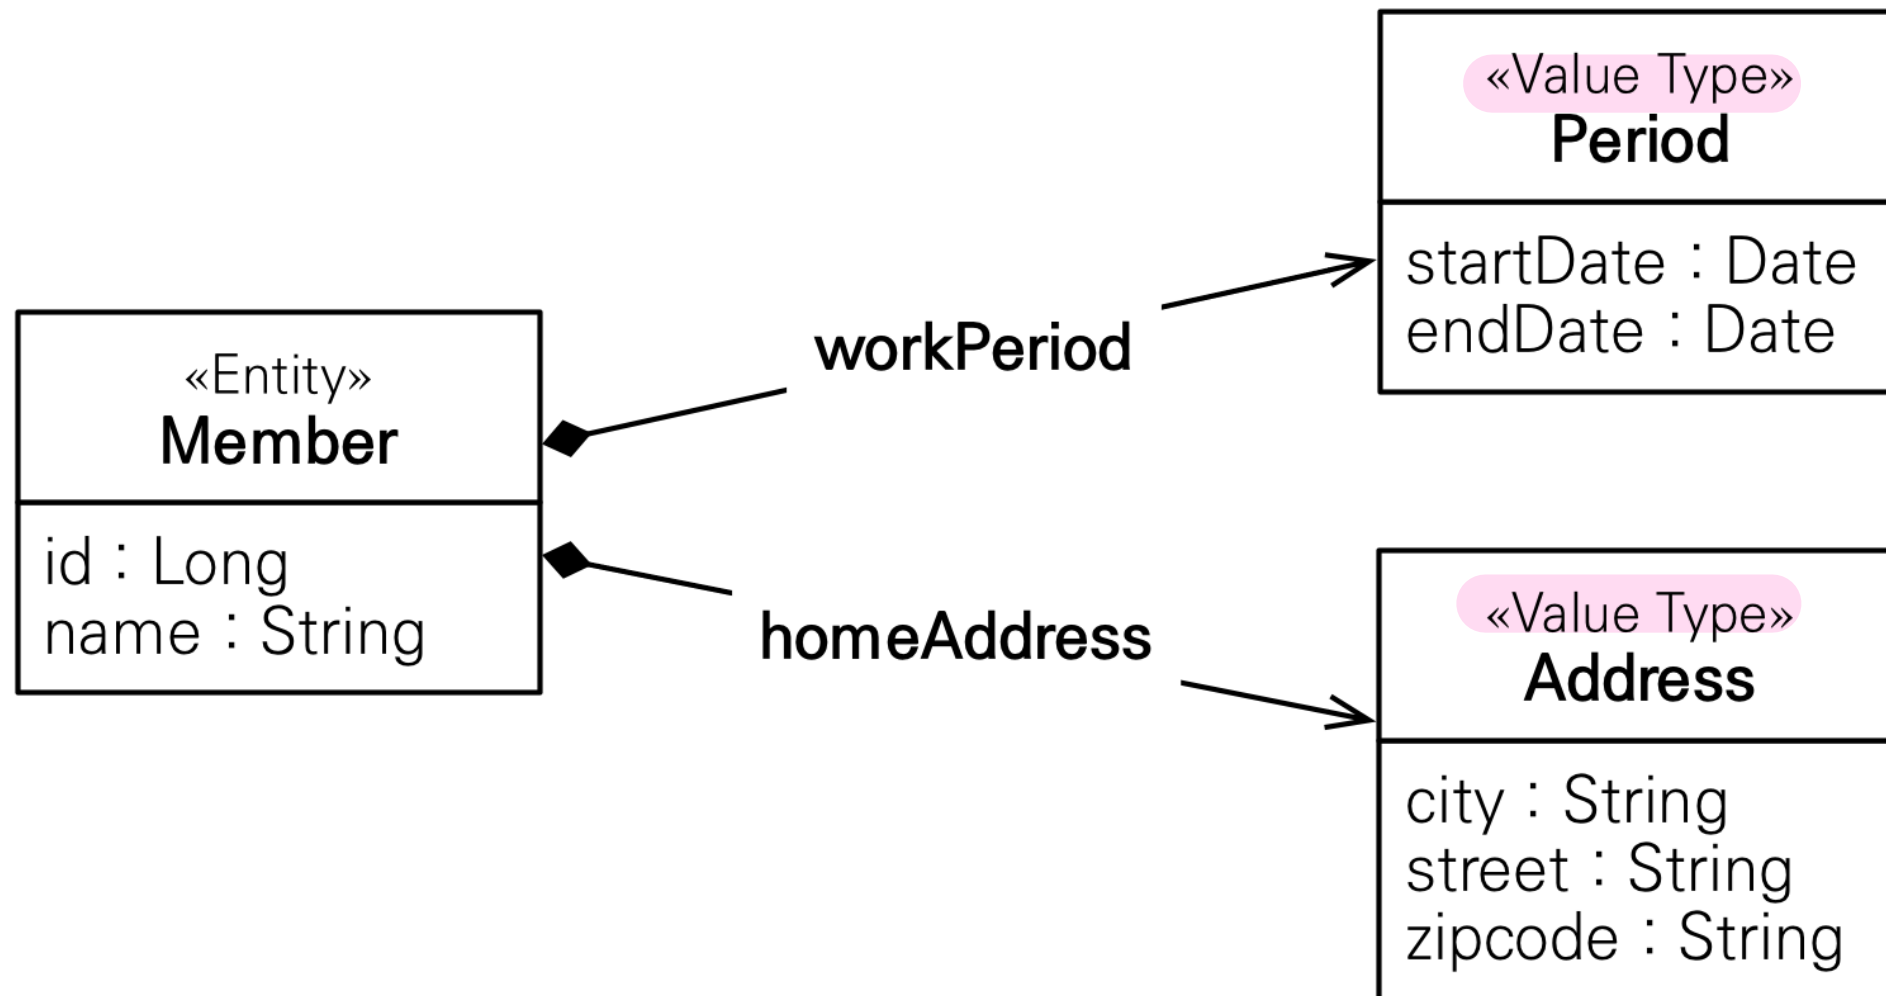 «Entity»
Member
id : Long
name : String
workPeriod
homeAddress
«Value Type»
Period
startDate : Date
endDate : Date
«Value Type»
Address
city : String
street : String
zipcode : String